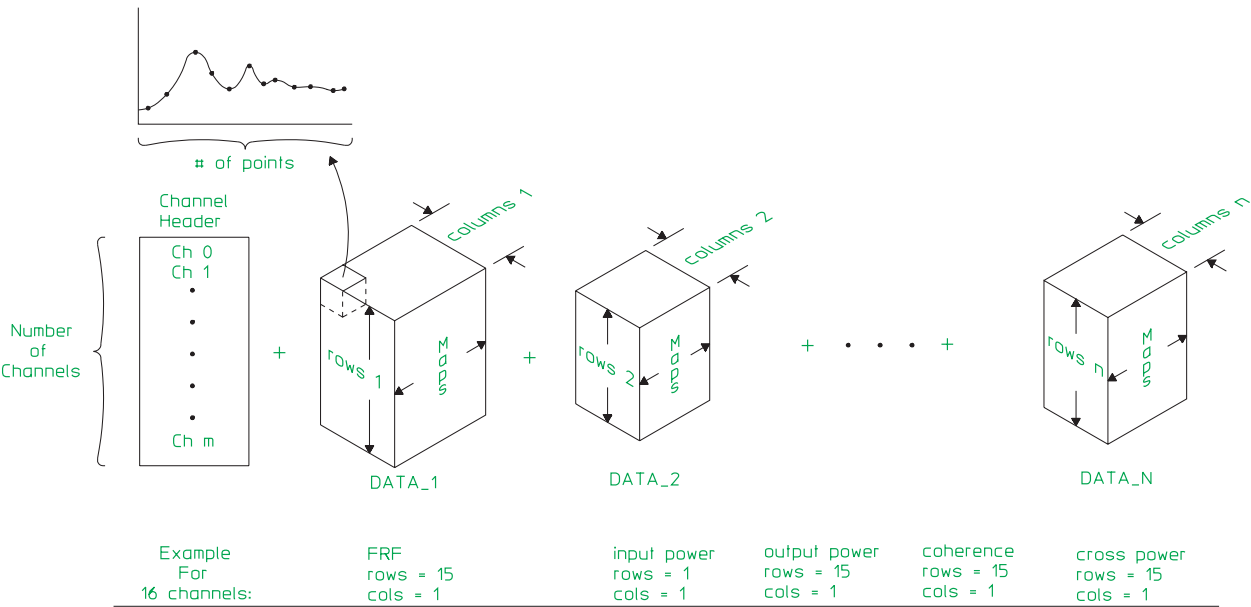 # of points
Channel
Header
Ch 0
Ch 1
Ch m
Number
of
Channels
+
rows 1
Maps
columns 1
DATA_1
+
rows 2
Maps
columns 2
DATA_2
+
+
rows n
Maps
columns n
DATA_N
Example
For
16 channels:
FRF
rows = 15
cols = 1
input power
rows = 1
cols = 1
output power
rows = 15
cols = 1
coherence
rows = 15
cols = 1
cross power
rows = 15
cols = 1